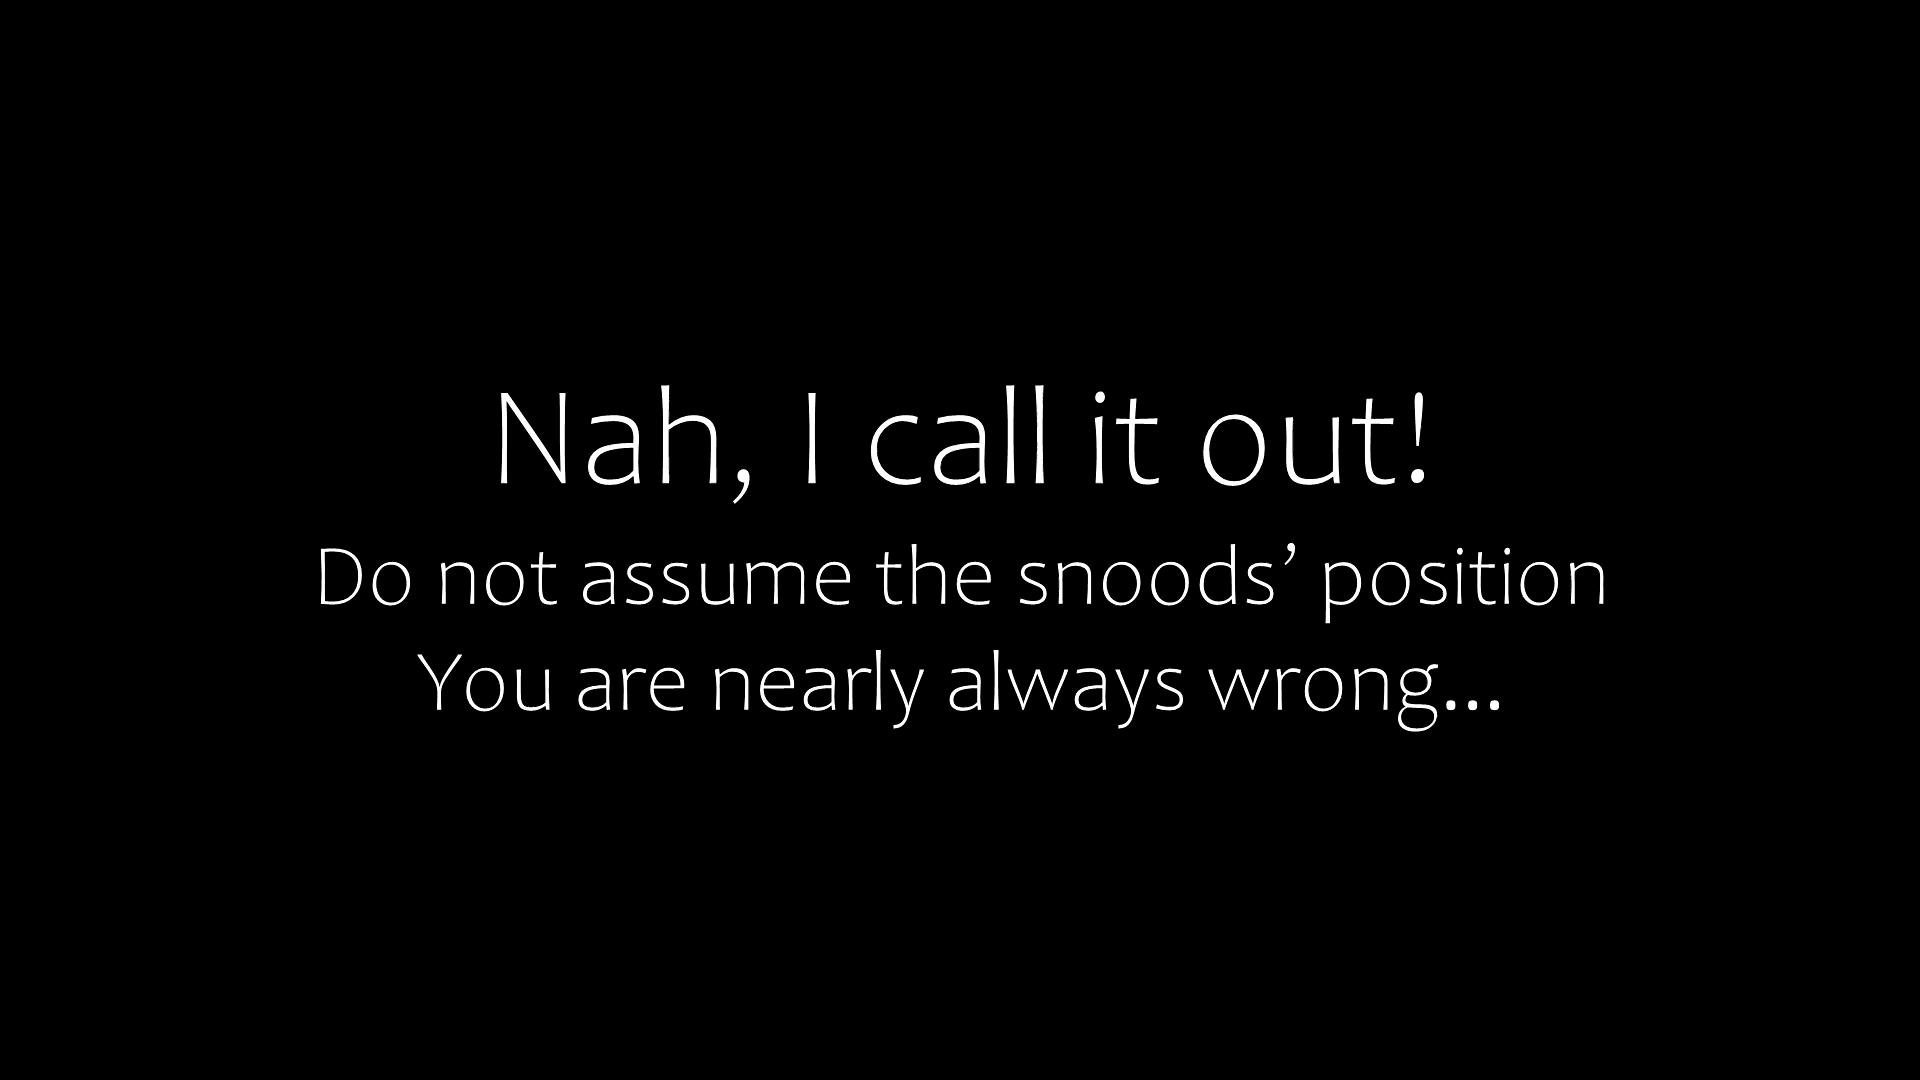 Nah, I call it out!
Do not assume the snoods’ position
You are nearly always wrong...